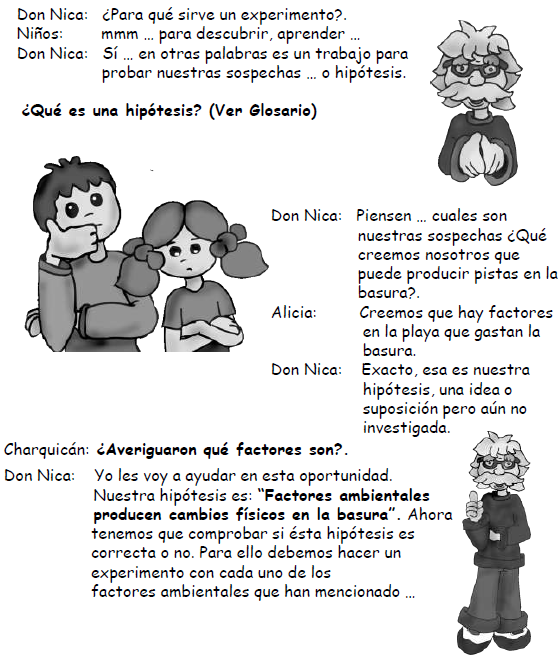 Don Nica: ¿Para qué sirve un experimento?.
Niños: mmm … para descubrir, aprender …
Don Nica: Sí … en otras palabras es un trabajo para
probar nuestras sospechas … o hipótesis.
¿Qué es una hipótesis? (Ver Glosario)
Don Nica: Piensen … cuales son
nuestras sospechas ¿Qué
creemos nosotros que
puede producir pistas en la
basura?.
Alicia: Creemos que hay factores
en la playa que gastan la
basura.
Don Nica: Exacto, esa es nuestra
hipótesis, una idea o
suposición pero aún no
investigada.
Charquicán: ¿Averiguaron qué factores son?.
Don Nica: Yo les voy a ayudar en esta oportunidad.
Nuestra hipótesis es: “Factores ambientales
producen cambios físicos en la basura”. Ahora
tenemos que comprobar si ésta hipótesis es
correcta o no. Para ello debemos hacer un
experimento con cada uno de los
factores ambientales que han mencionado …